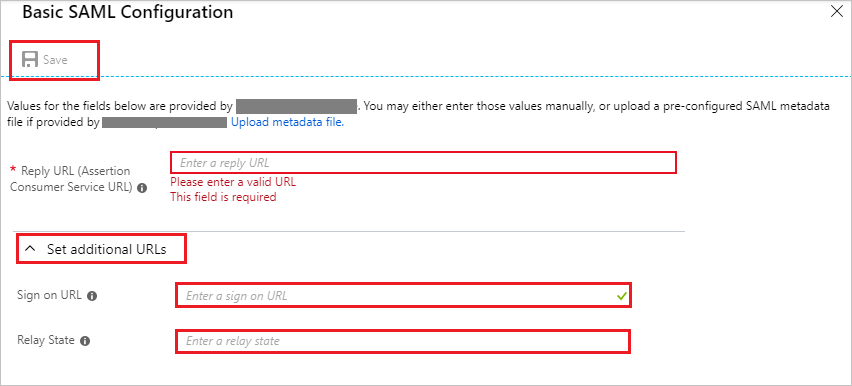 Basic SAML Configuration
Save
Values for the fields below are provided by . You may either enter those values manually, or upload a pre-configured SAML metadata
file if provided by Upload metadata file.
* Reply URL (Assertion
Consumer Service URL)
Enter a reply URL
Please enter a valid URL
This field is required
Set additional URLs
Sign on URL
Enter a sign on URL
Relay State
Enter a relay state